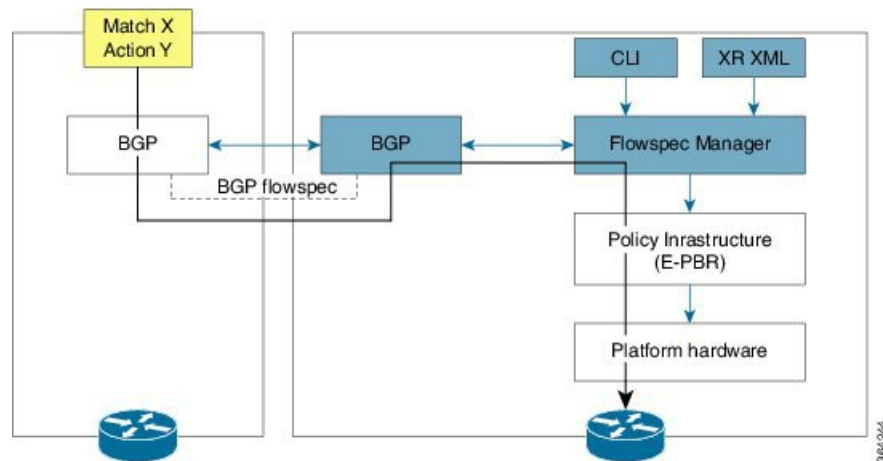 Match X
Action Y
CLI
XR XML
BGP
BGP
Flowspec Manager
BGP flowspec
Policy Inrastructure
(E-PBR)
Platform hardware